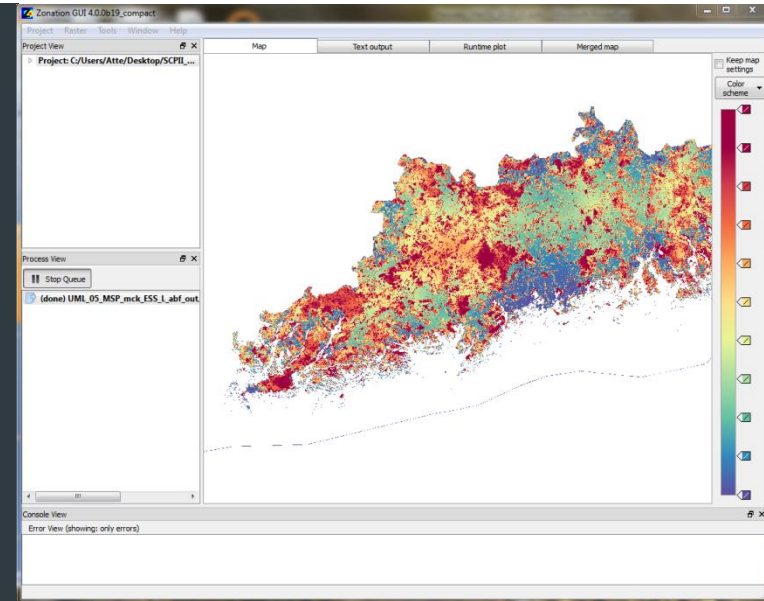 Zonation GUI 4.0.0b19_compact
Project Raster Tools Window Help
Project View
Project: C:/Users/Atte/Desktop/SCPII_...
Map Text output Runtime plot Merged map
Keep map
settings
Color
scheme
Process View
Stop Queue
(done) UML_05_MSP_mck_ESS_L_abf_out.
Console View
Error View (showing: only errors)